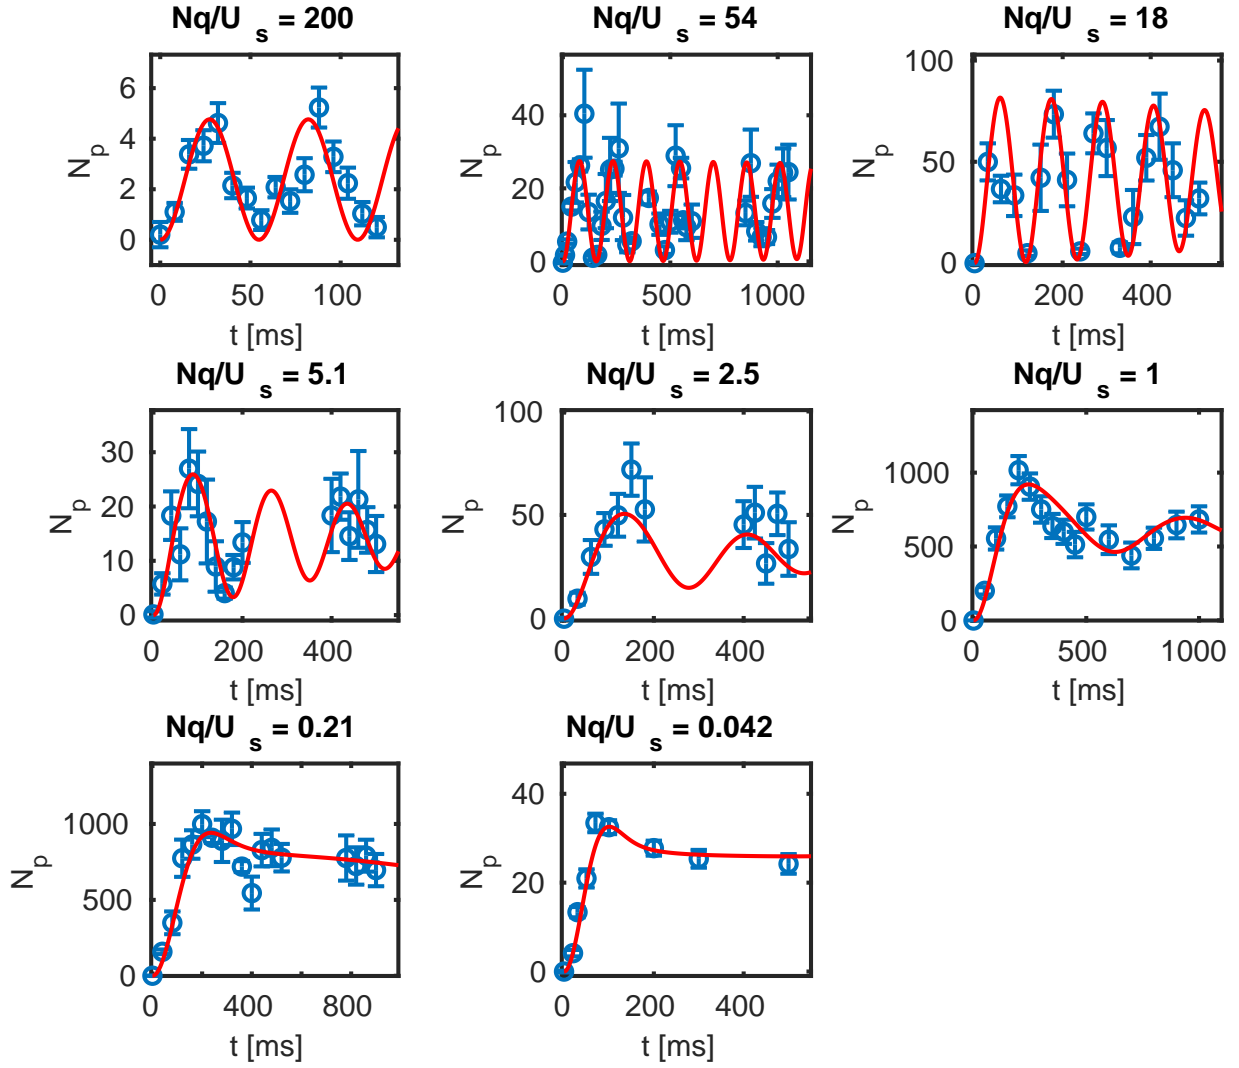 Nq/U s = 200
6
4
2
0
N p
0 50 100
t [ms]
Nq/U s = 54
40
20
0
N p
0 500 1000
t [ms]
Nq/U s = 18
100
50
0
N p
0 200 400
t [ms]
Nq/U s = 5.1
30
20
10
0
N p
0 200 400
t [ms]
Nq/U s = 2.5
100
50
0
N p
0 200 400
t [ms]
Nq/U s = 1
1000
500
0
N p
0 500 1000
t [ms]
Nq/U s = 0.21
1000
500
0
N p
0 400 800
t [ms]
Nq/U s = 0.042
40
20
0
N p
0 200 400
t [ms]